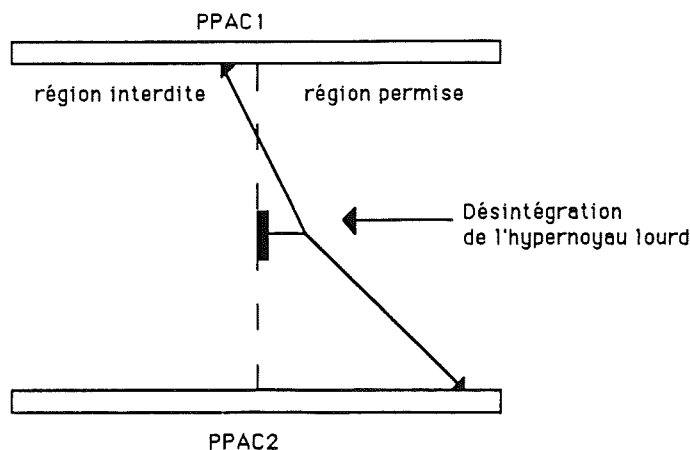 PPAC1
région interdite
région permise
Désintégration
de l'hypernoyau lourd
PPAC2